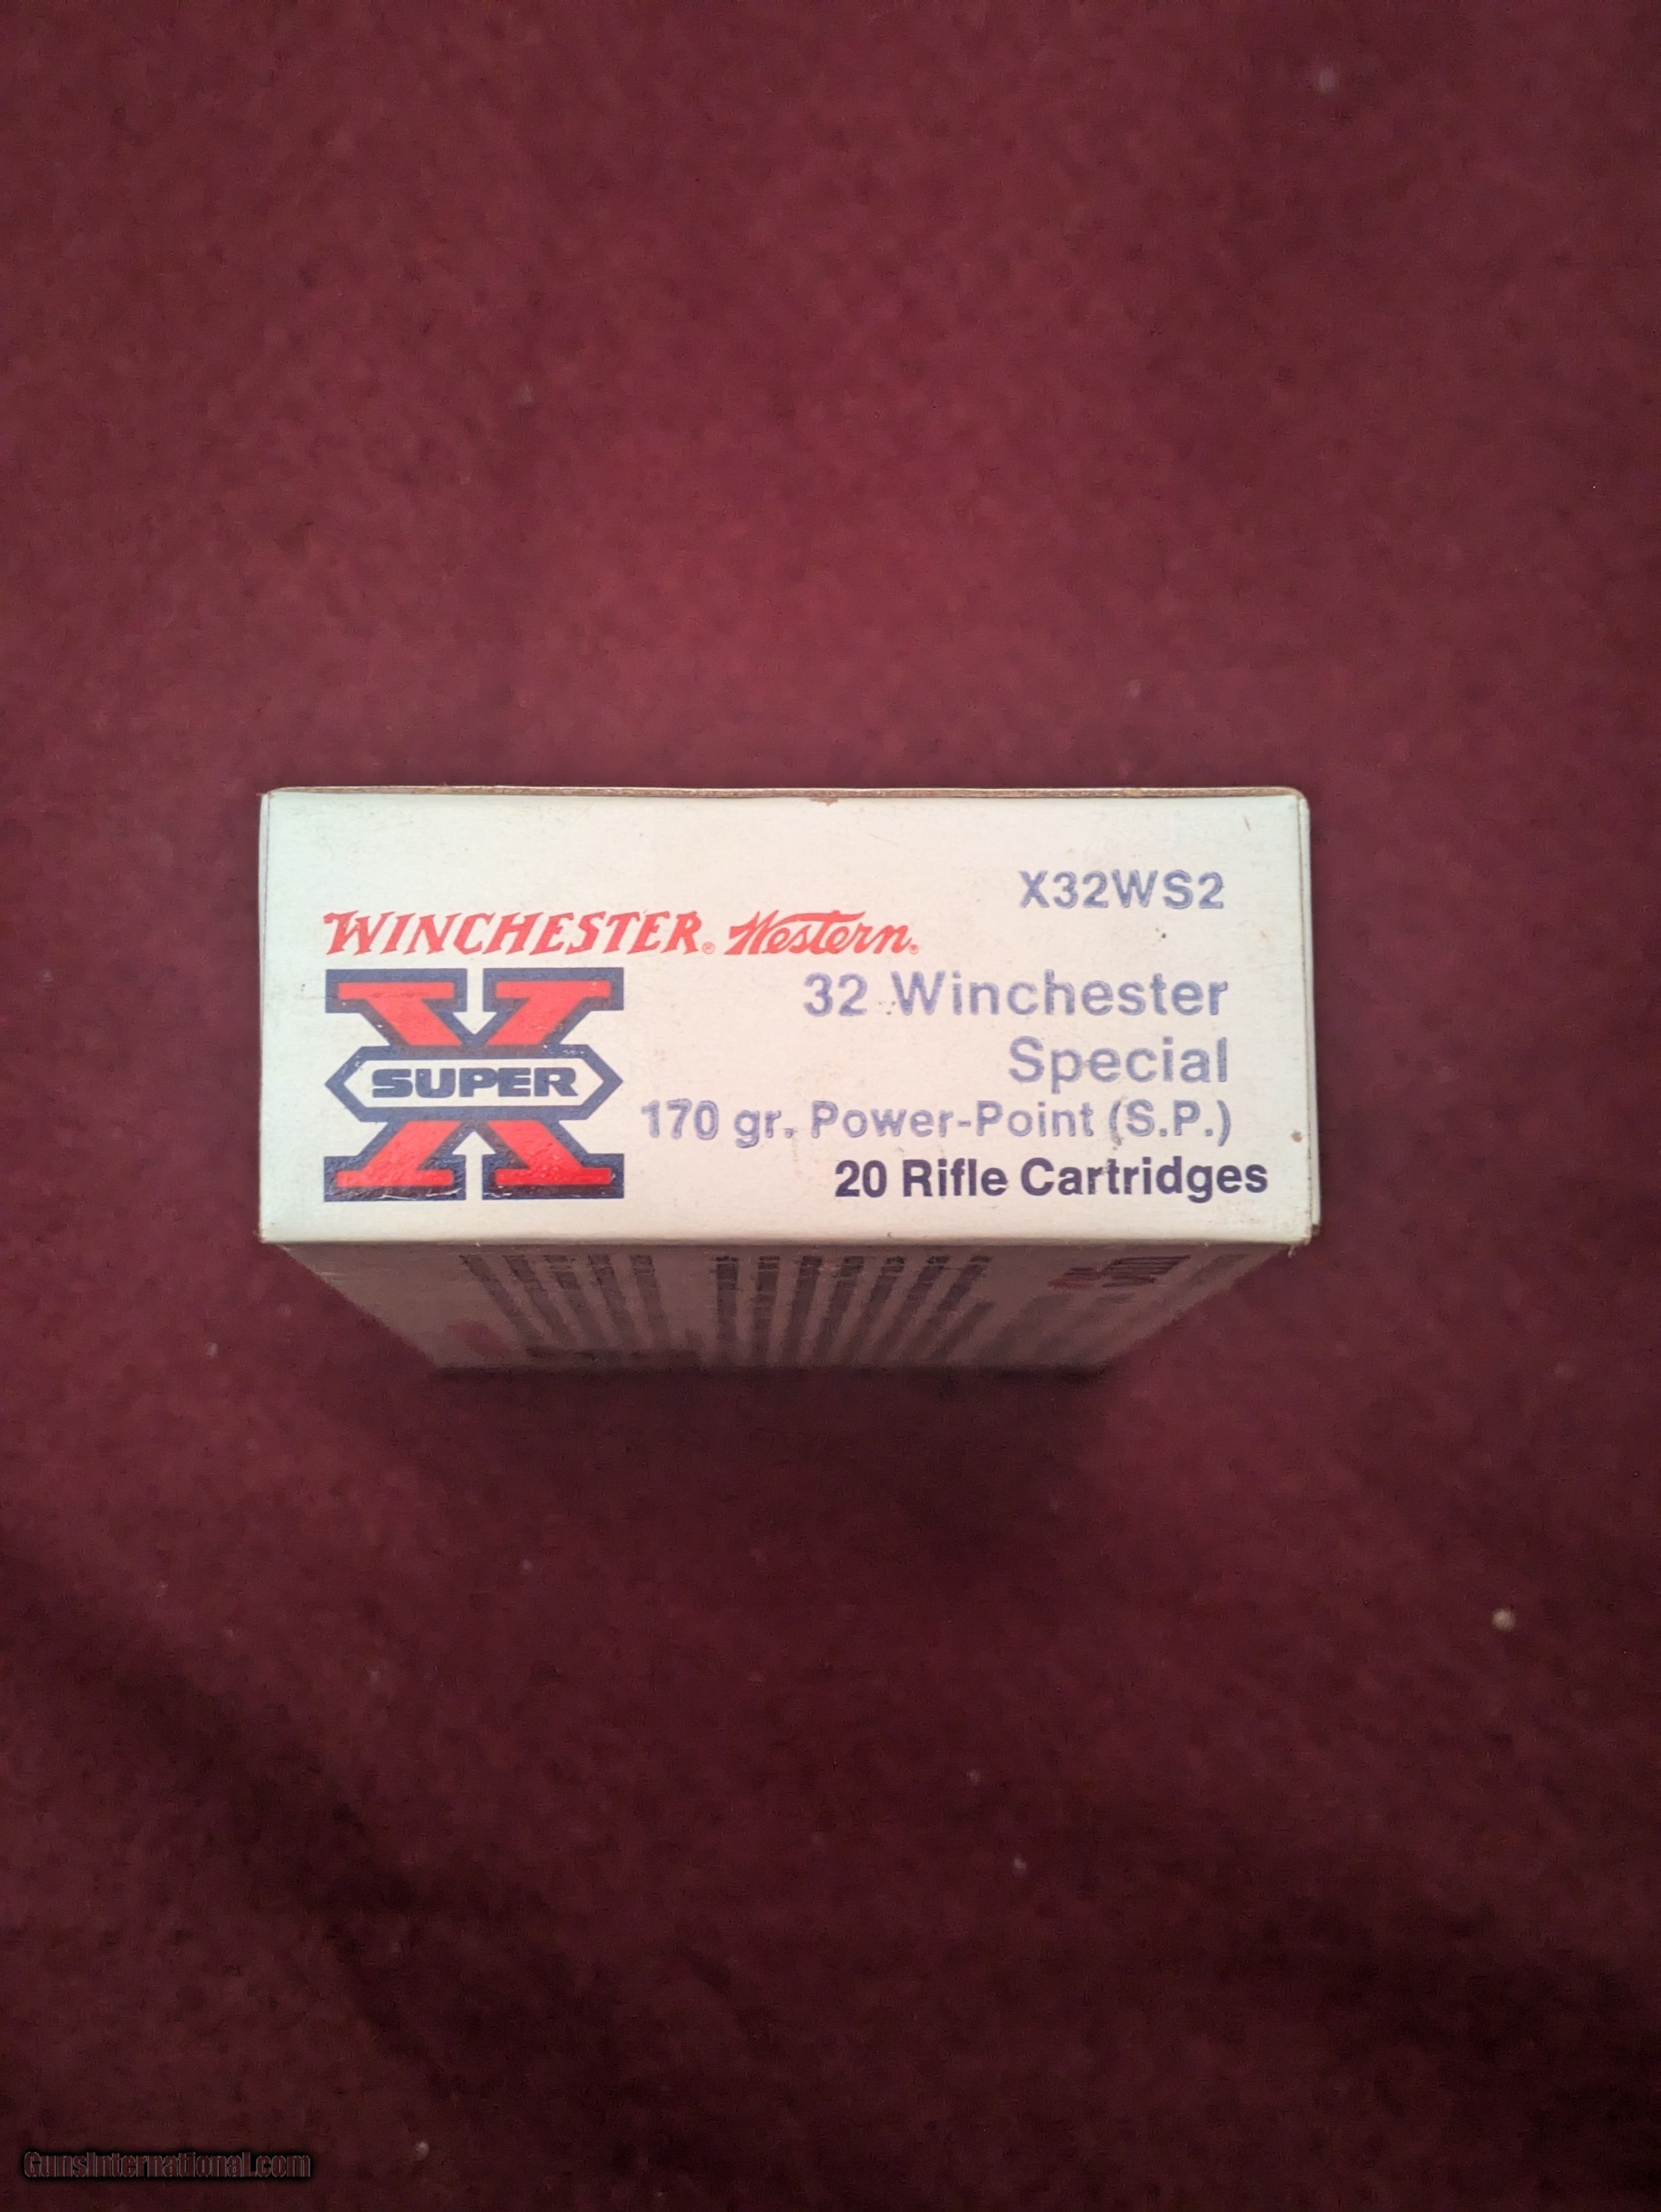 X32WS2
WINCHESTER® Western®
32 Winchester
Special
SUPER X
170 gr. Power-Point (S.P.)
20 Rifle Cartridges
GunsInternational.com